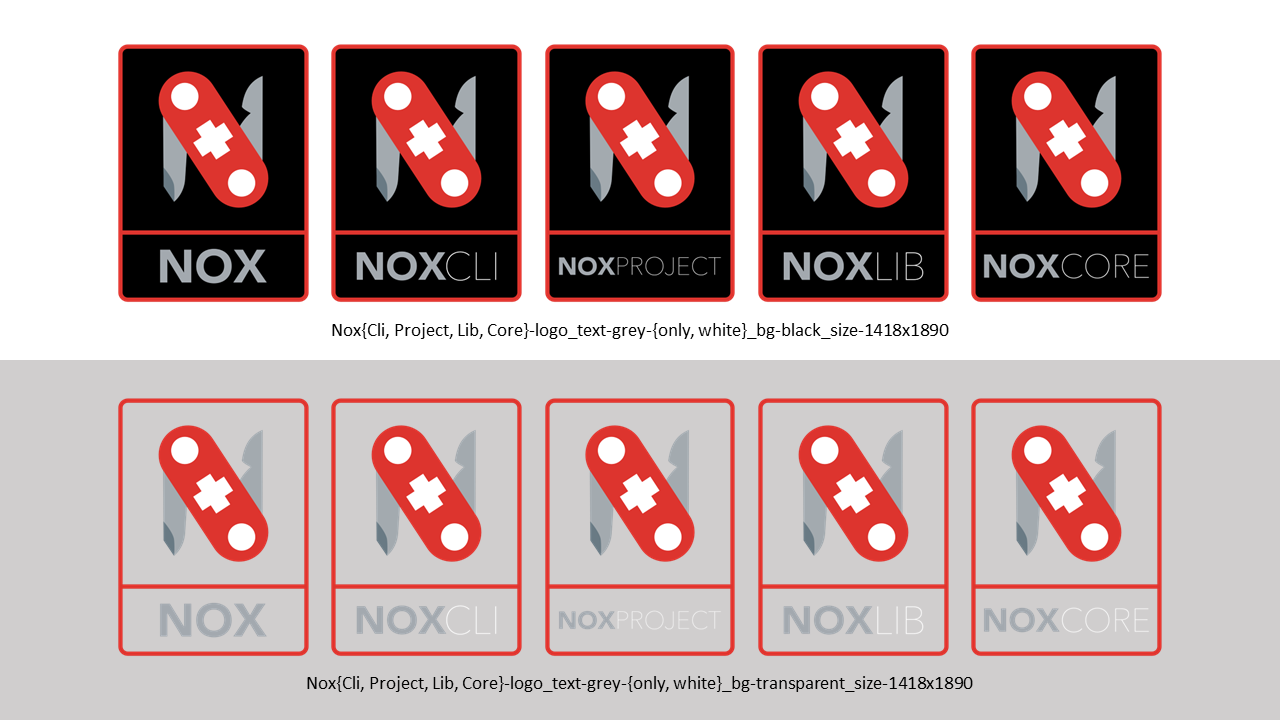 NOX
NOXCLI
NOXPROJECT
NOXLIB
NOXCORE
Nox{Cli, Project, Lib, Core}-logo_text-grey-{only, white}_bg-black_size-1418x1890
NOX
NOXCLI
NOXPROJECT
NOXLIB
NOXCORE
Nox{Cli, Project, Lib, Core}-logo_text-grey-{only, white}_bg-transparent_size-1418x1890